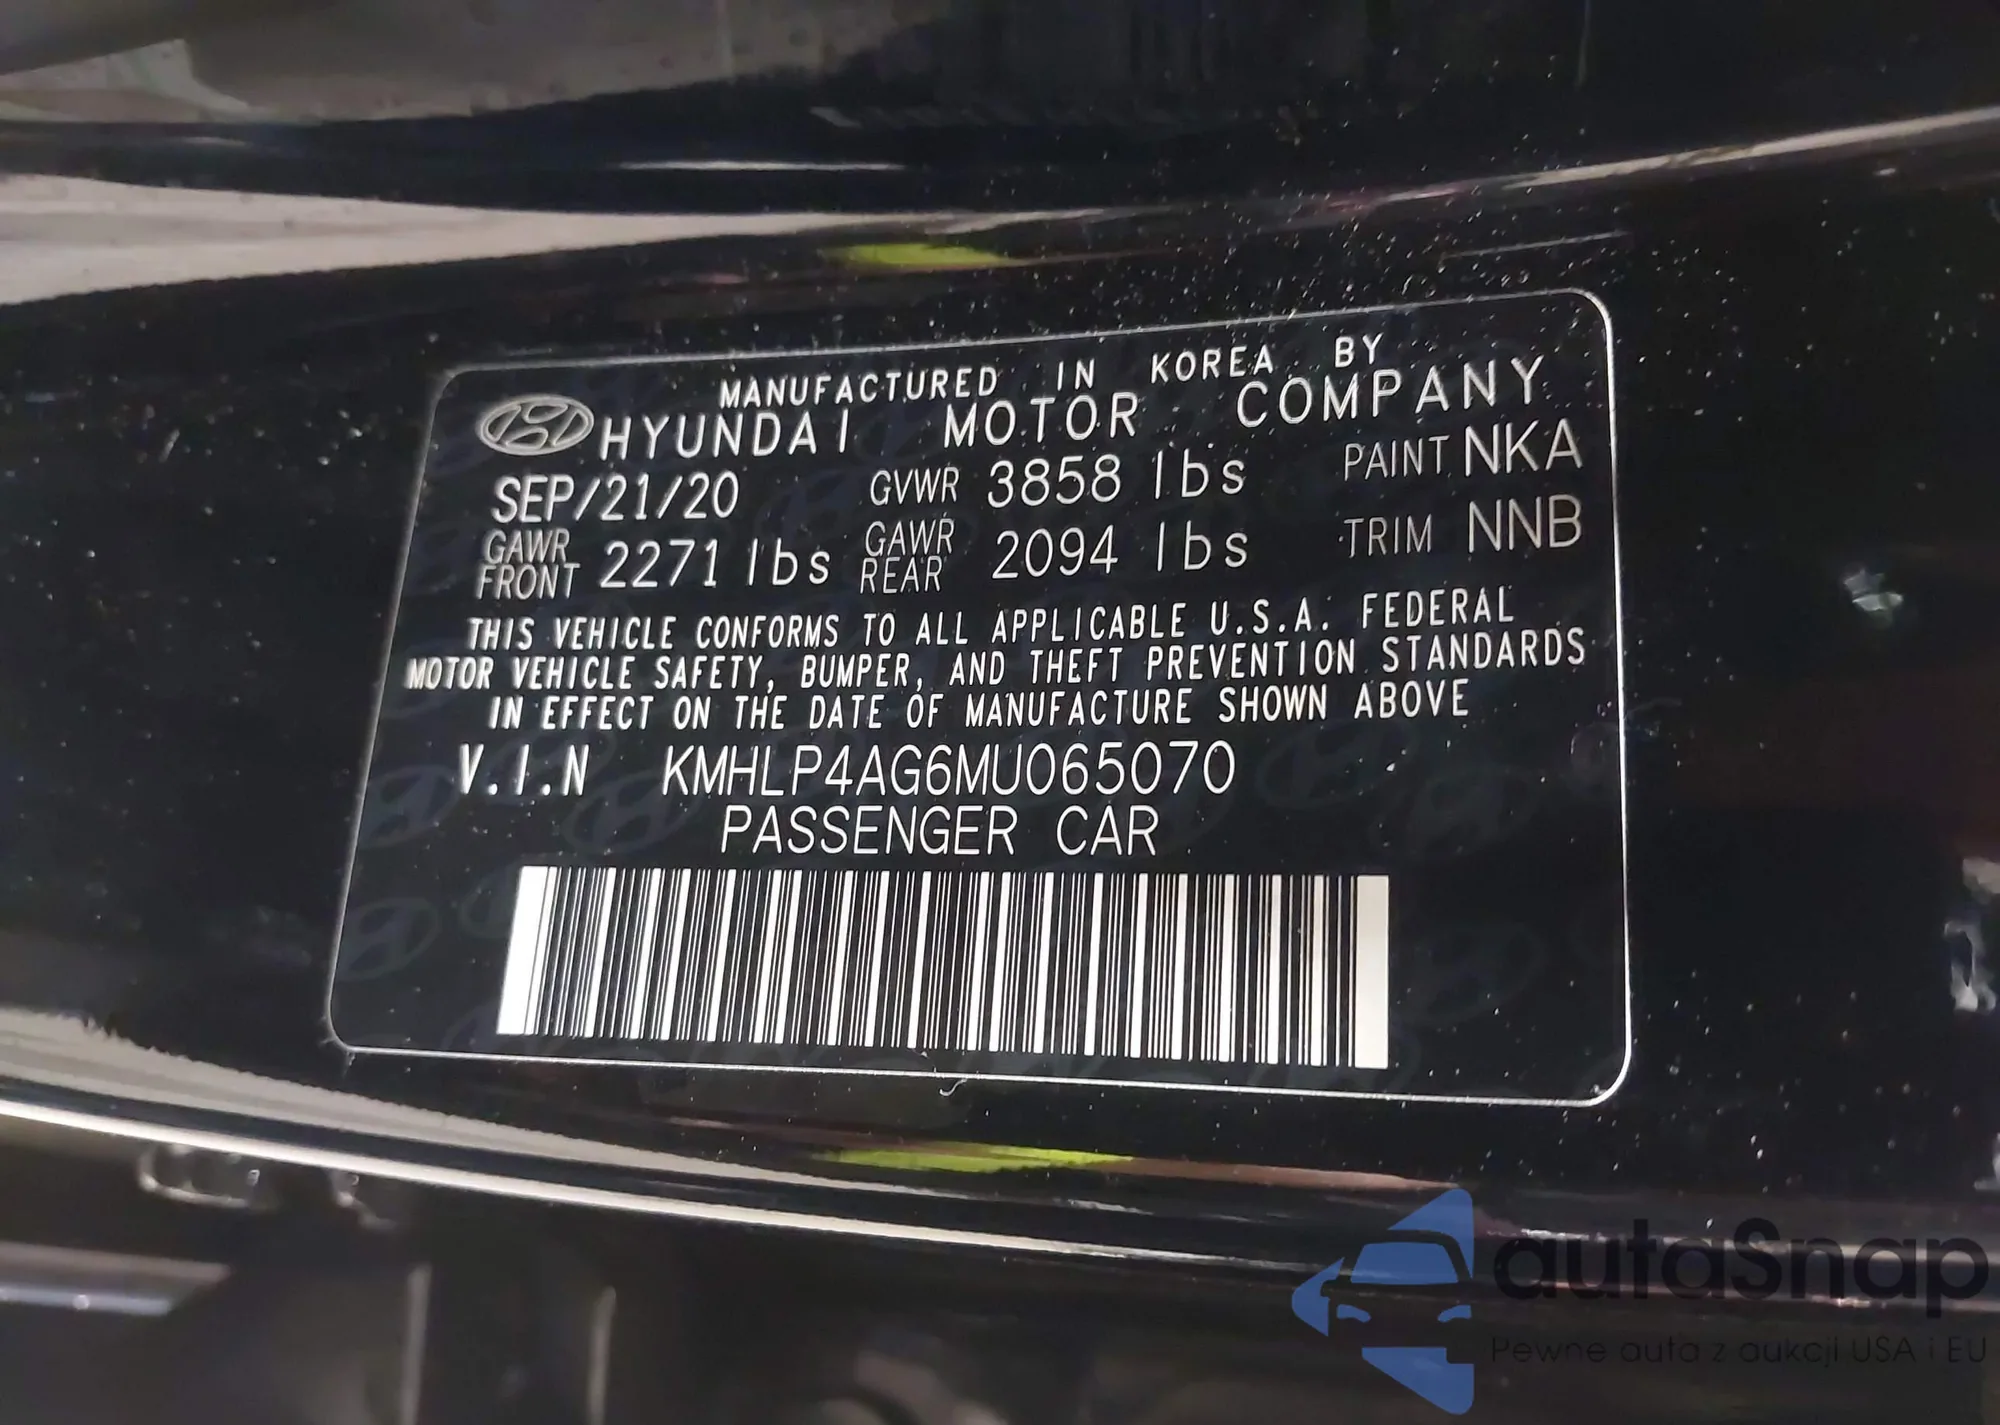 MANUFACTURED IN KOREA BY
HYUNDAI MOTOR COMPANY
SEP/21/20 GVWR 3858 lbs PAINT NKA
GAWR FRONT 2271 lbs GAWR REAR 2094 lbs TRIM NNB
THIS VEHICLE CONFORMS TO ALL APPLICABLE U.S.A. FEDERAL
MOTOR VEHICLE SAFETY, BUMPER, AND THEFT PREVENTION STANDARDS
IN EFFECT ON THE DATE OF MANUFACTURE SHOWN ABOVE
V.I.N KMHLP4AG6MU065070
PASSENGER CAR
autaSnap
Pewne auta z aukcji USA i EU